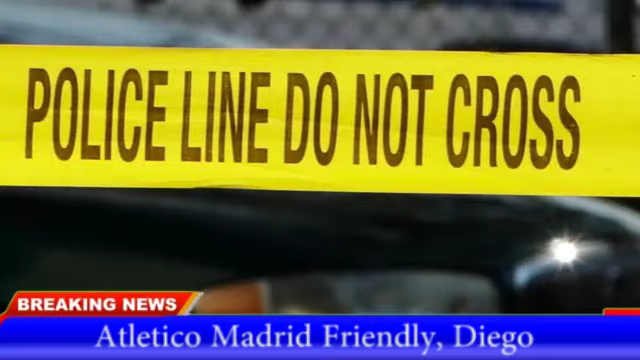 POLICE LINE DO NOT CROSS
BREAKING NEWS
Atletico Madrid Friendly, Diego